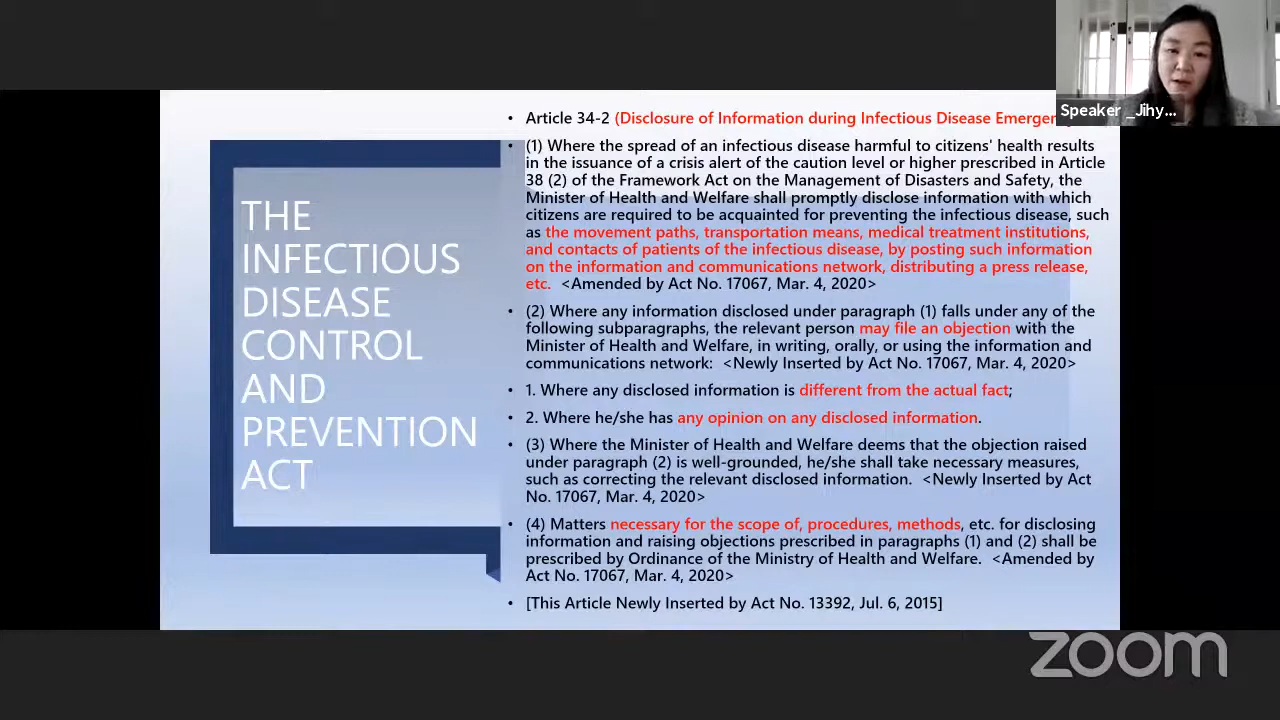 Speaker _Jihy...
THE
INFECTIOUS
DISEASE
CONTROL
AND
PREVENTION
ACT
• Article 34-2 (Disclosure of Information during Infectious Disease
• (1) Where the spread of an infectious disease harmful to citizens' health results
in the issuance of a crisis alert of the caution level or higher prescribed in Article
38 (2) of the Framework Act on the Management of Disasters and Safety, the
Minister of Health and Welfare shall promptly disclose information with which
citizens are required to be acquainted for preventing the infectious disease, such
as the movement paths, transportation means, medical treatment institutions,
and contacts of patients of the infectious disease, by posting such information
on the information and communications network, distributing a press release,
etc. <Amended by Act No. 17067, Mar. 4, 2020>
• (2) Where any information disclosed under paragraph (1) falls under any of the
following subparagraphs, the relevant person may file an objection with the
Minister of Health and Welfare, in writing, orally, or using the information and
communications network: <Newly Inserted by Act No. 17067, Mar. 4, 2020>
• 1. Where any disclosed information is different from the actual fact;
• 2. Where he/she has any opinion on any disclosed information.
• (3) Where the Minister of Health and Welfare deems that the objection raised
under paragraph (2) is well-grounded, he/she shall take necessary measures,
such as correcting the relevant disclosed information. <Newly Inserted by Act
No. 17067, Mar. 4, 2020>
• (4) Matters necessary for the scope of, procedures, methods, etc. for disclosing
information and raising objections prescribed in paragraphs (1) and (2) shall be
prescribed by Ordinance of the Ministry of Health and Welfare. <Amended by
Act No. 17067, Mar. 4, 2020>
• [This Article Newly Inserted by Act No. 13392, Jul. 6, 2015]
zoom